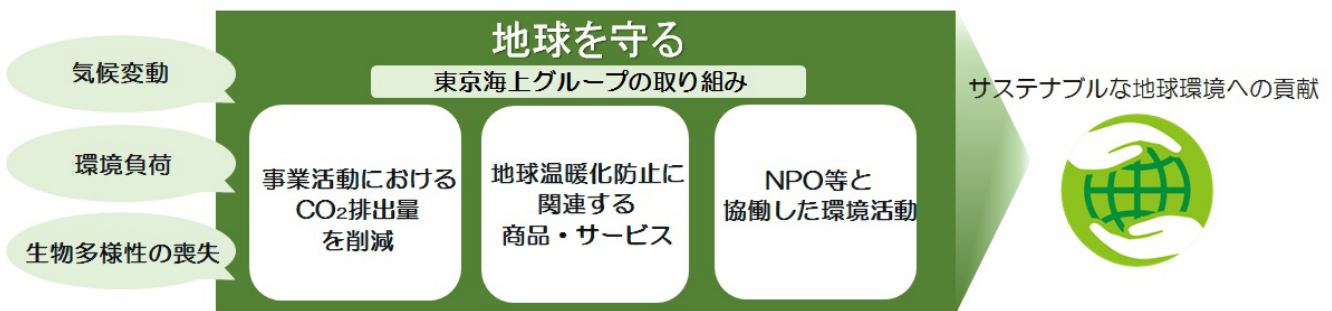 気候変動
環境負荷
生物多様性の喪失
地球を守る
東京海上グループの取り組み
事業活動における
CO₂排出量
を削減
地球温暖化防止に
関連する
商品・サービス
NPO等と
協働した環境活動
サステナブルな地球環境への貢献